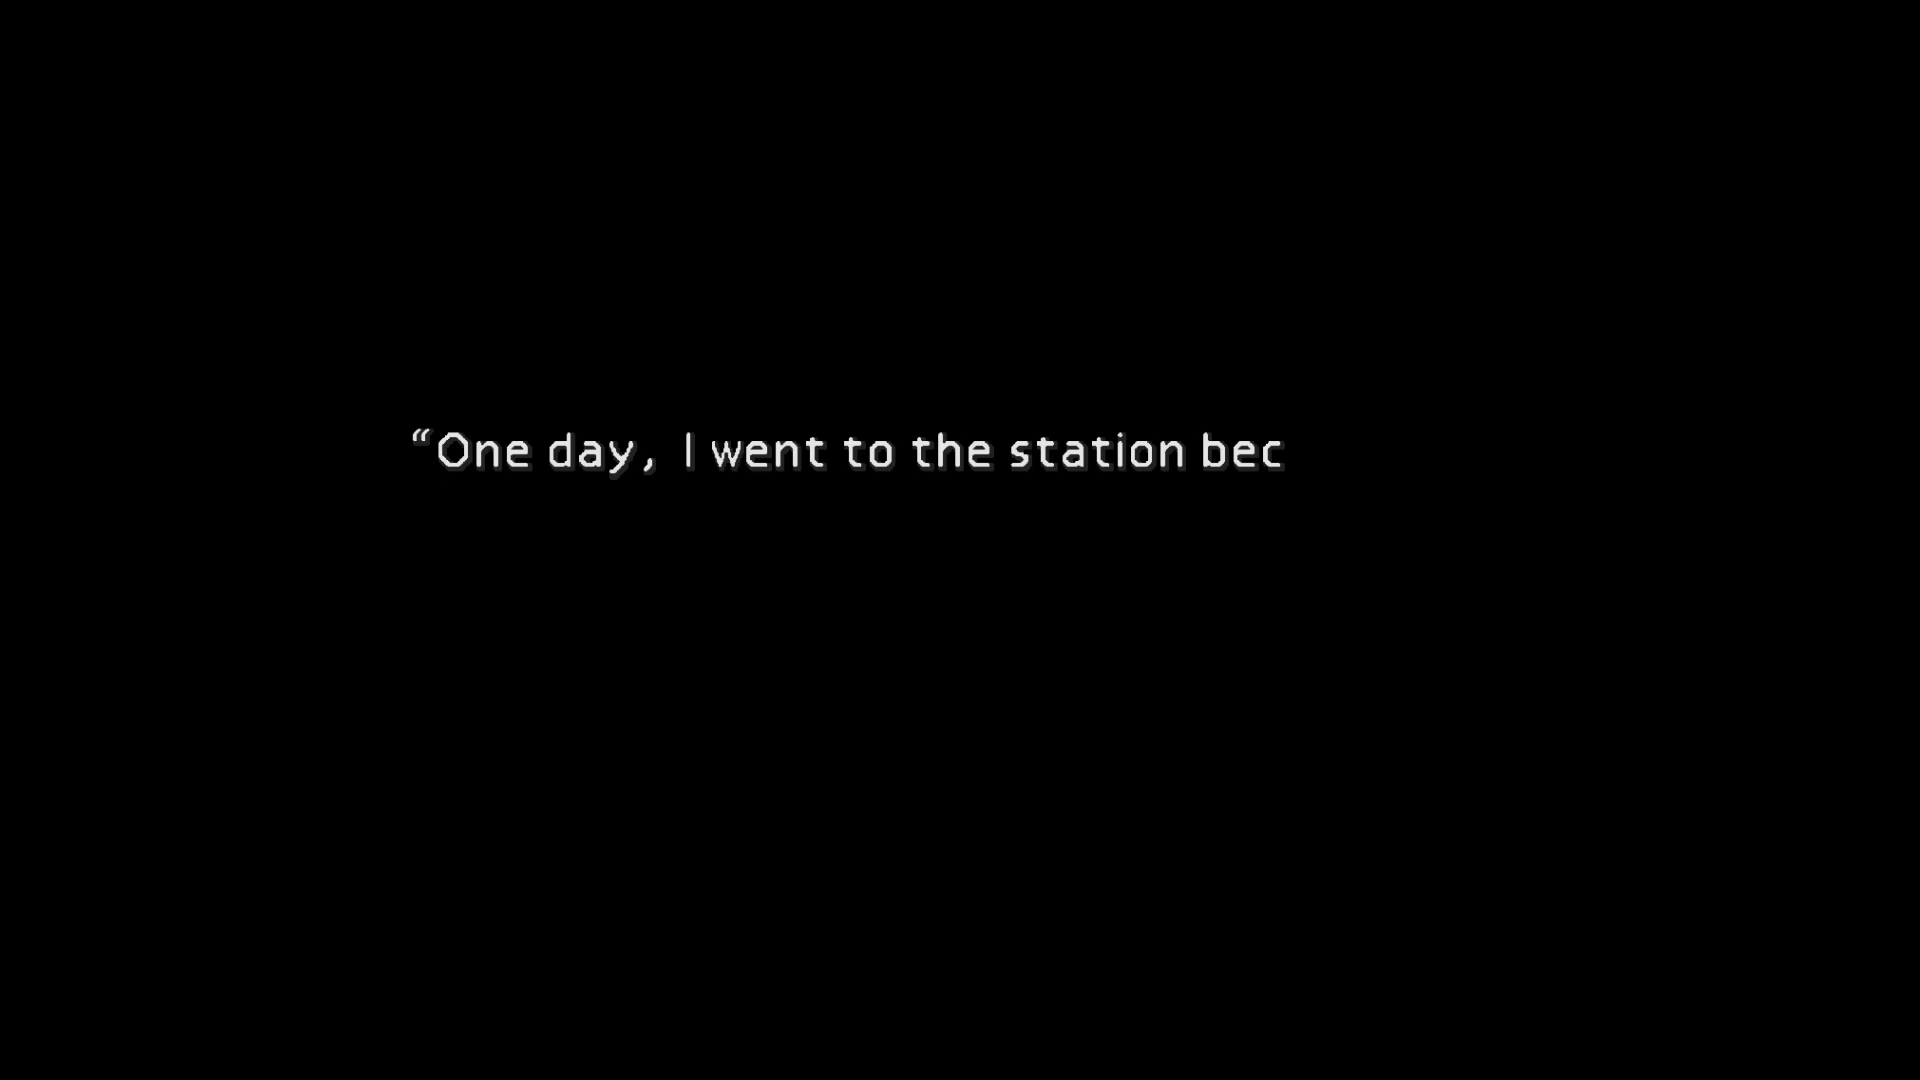 “One day, I went to the station bec